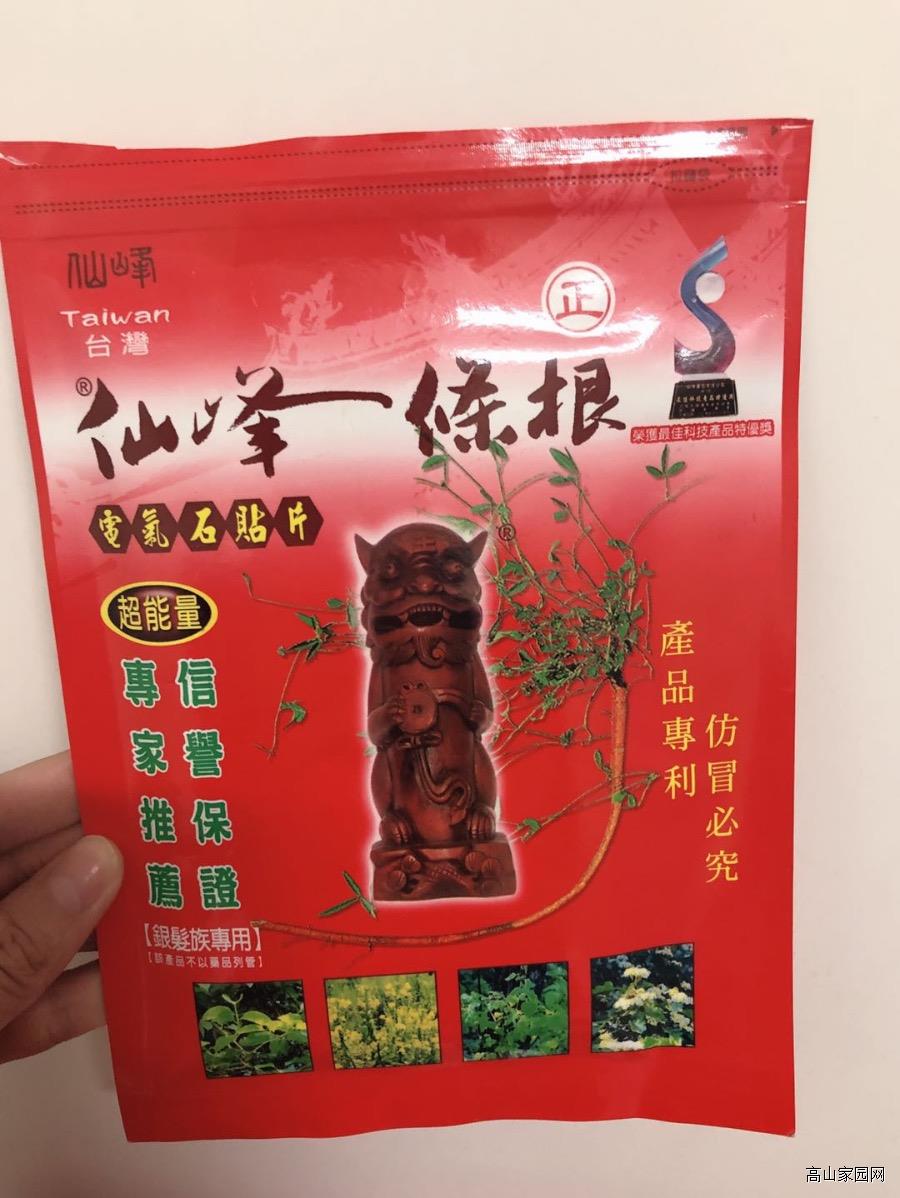 仙峰
Taiwan
台灣
正
®
仙峰一條根
榮獲最佳科技產品特優獎
電氣石貼片
®
超能量
信譽保證
專家推薦
【銀髮族專用】
【該產品不以藥品列管】
產品專利
仿冒必究
高山家园网